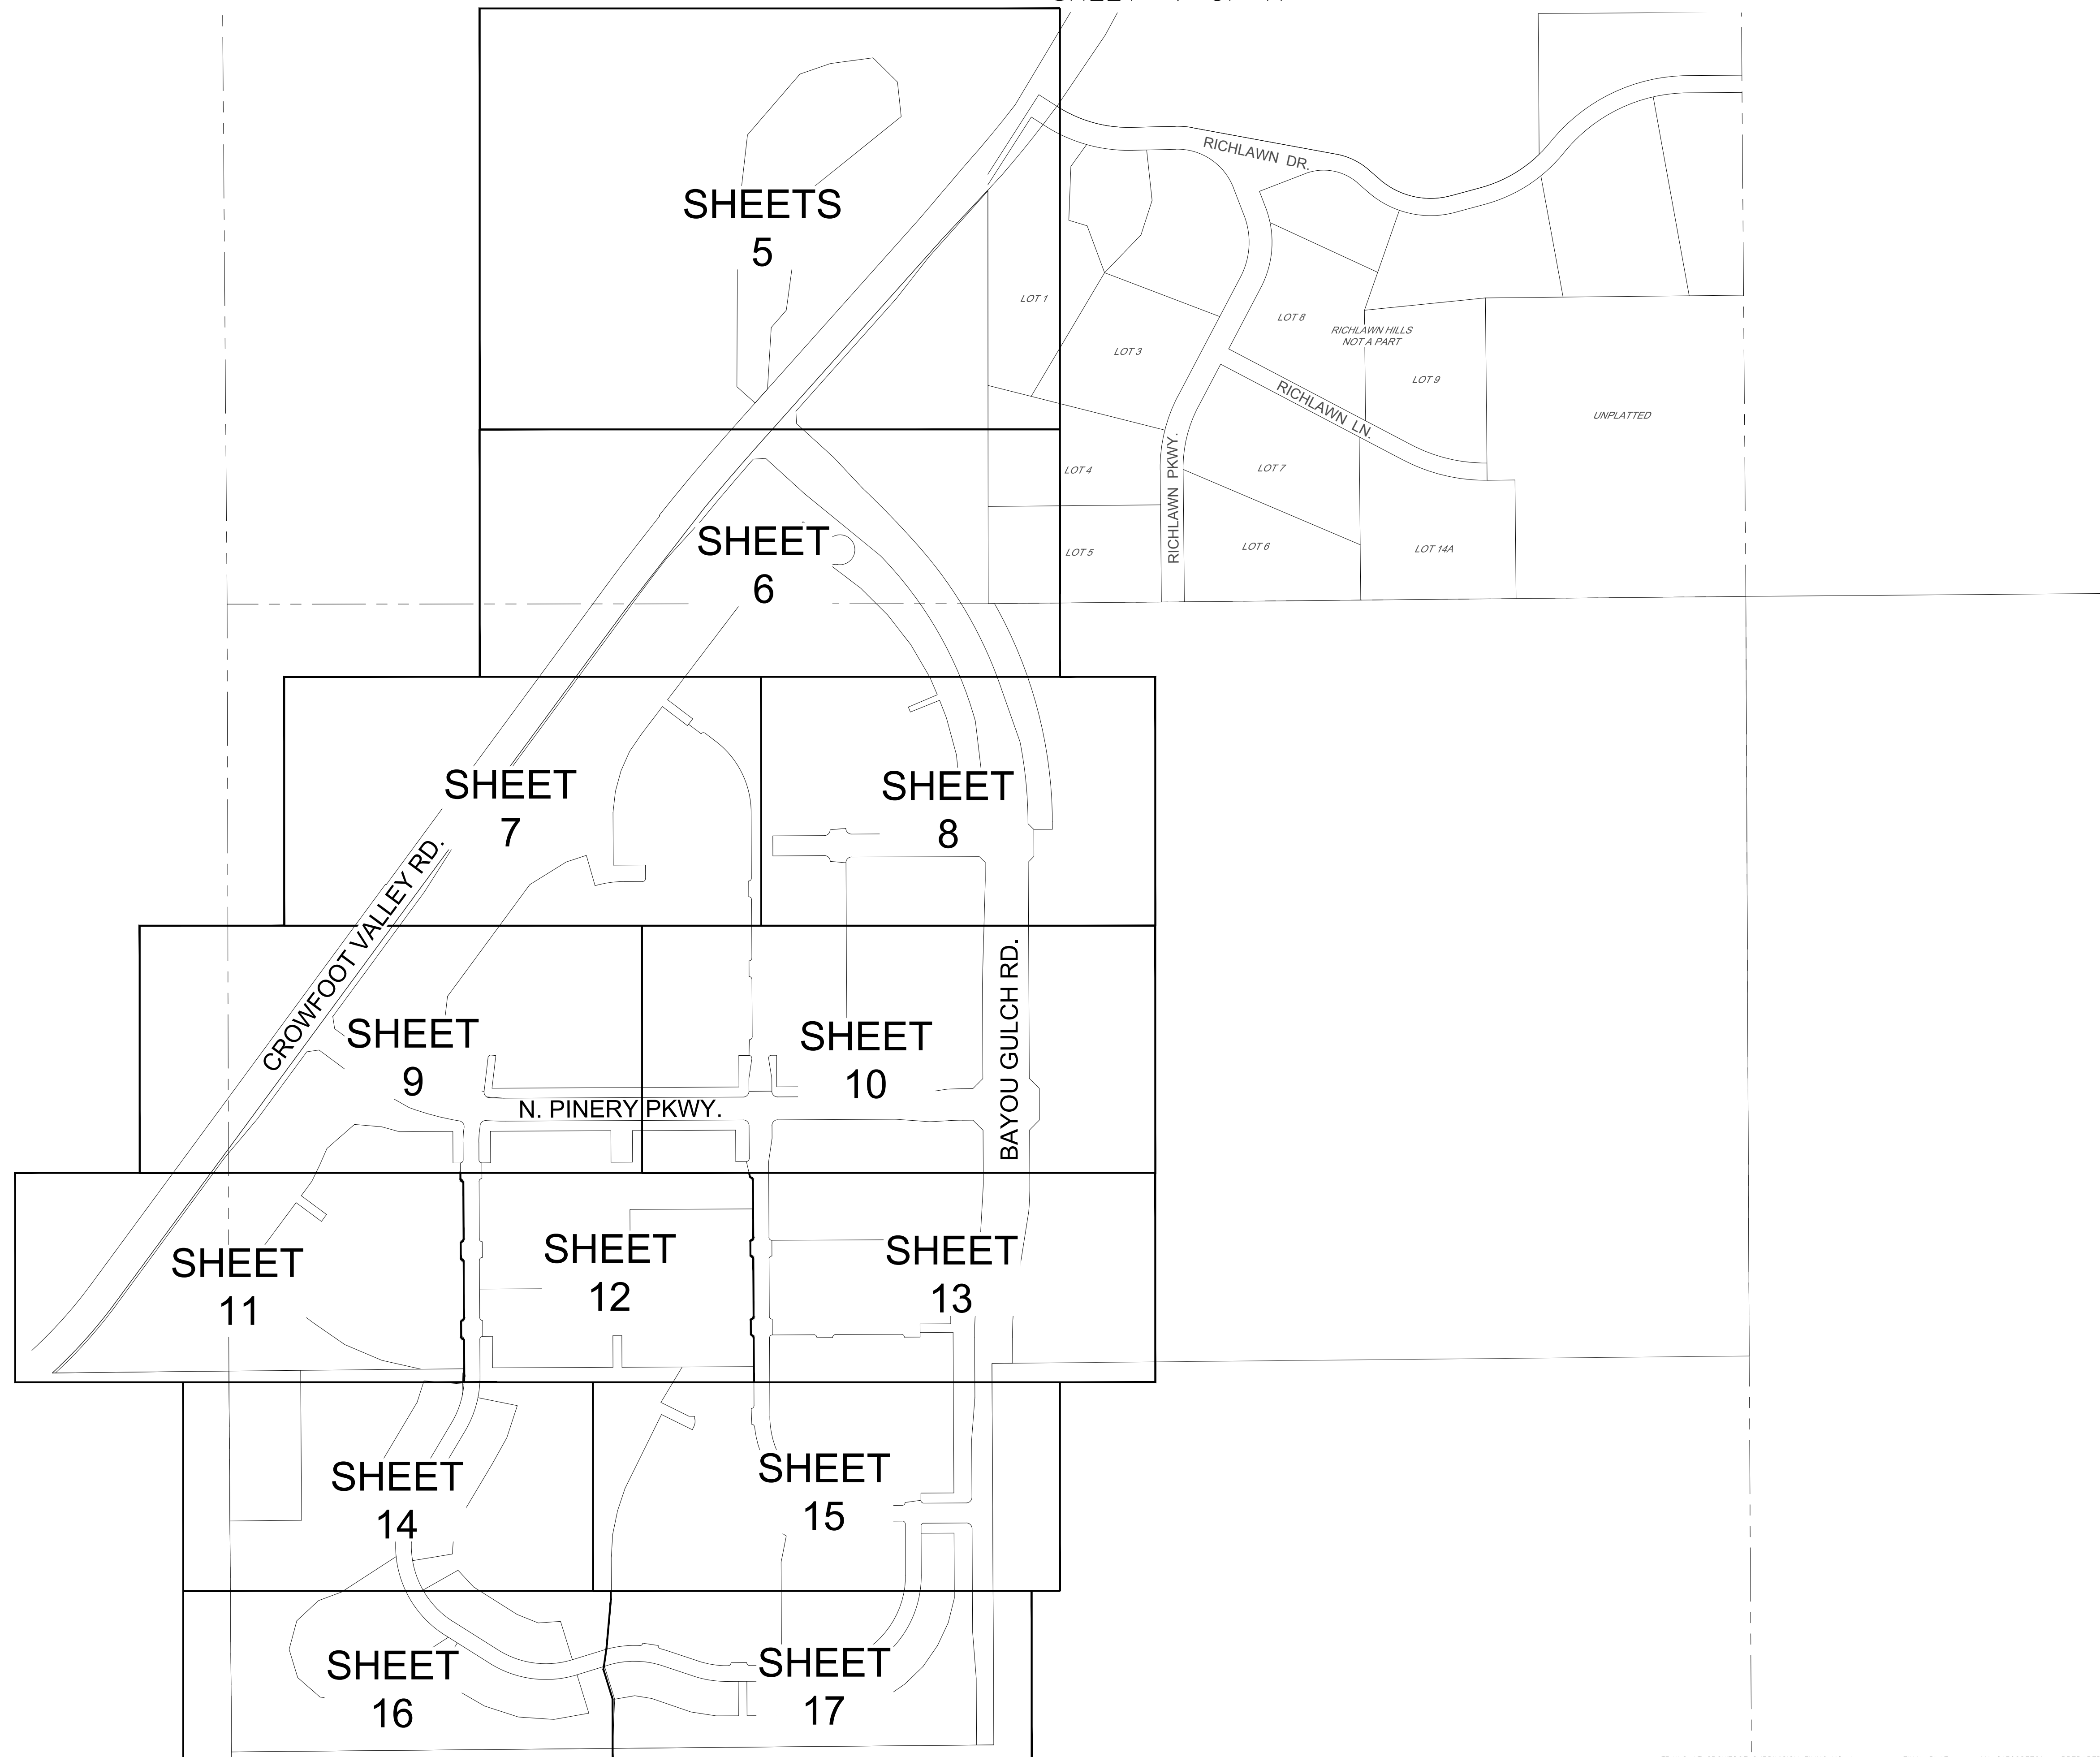 RICHLAWN DR.
SHEETS
5
LOT 1
LOT 8
RICHLAWN HILLS
NOT A PART
LOT 3
LOT 9
RICHLAWN LN.
UNPLATTED
RICHLAWN PKWY.
LOT 4
LOT 7
SHEET
6
LOT 5
LOT 6
LOT 14A
SHEET
7
SHEET
8
CROWFOOT VALLEY RD.
SHEET
9
SHEET
10
BAYOU GULCH RD.
N. PINERY PKWY.
SHEET
11
SHEET
12
SHEET
13
SHEET
14
SHEET
15
SHEET
16
SHEET
17